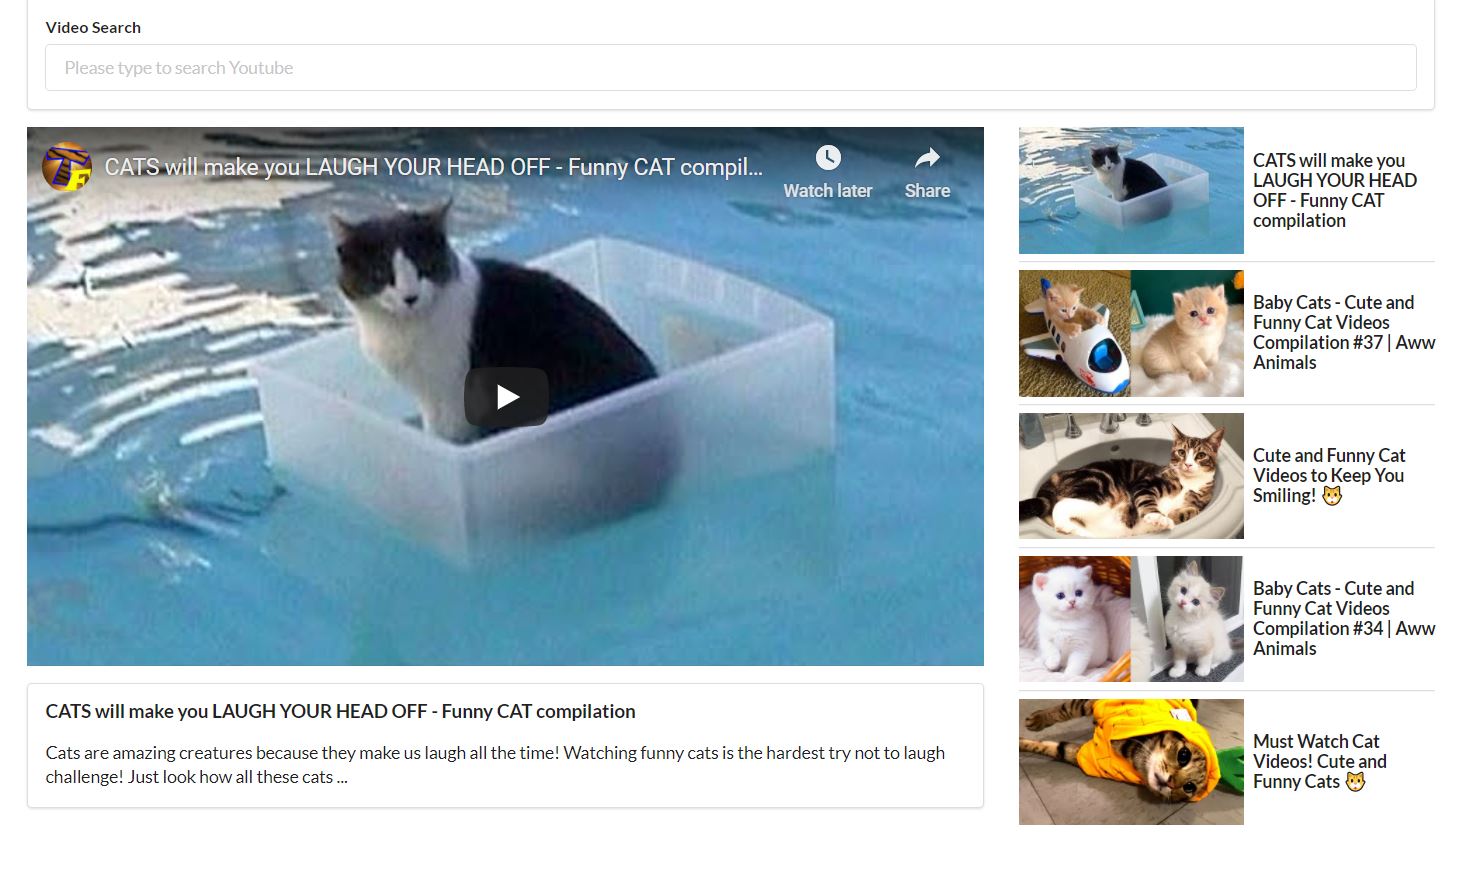 Video Search
Please type to search Youtube
TF
CATS will make you LAUGH YOUR HEAD OFF - Funny CAT compil...
Watch later
Share
CATS will make you LAUGH YOUR HEAD OFF - Funny CAT compilation
Cats are amazing creatures because they make us laugh all the time! Watching funny cats is the hardest try not to laugh
challenge! Just look how all these cats ...
CATS will make you
LAUGH YOUR HEAD
OFF - Funny CAT
compilation
Baby Cats - Cute and
Funny Cat Videos
Compilation #37 | Aww
Animals
Cute and Funny Cat
Videos to Keep You
Smiling! 🐱
Baby Cats - Cute and
Funny Cat Videos
Compilation #34 | Aww
Animals
Must Watch Cat
Videos! Cute and
Funny Cats 🐱